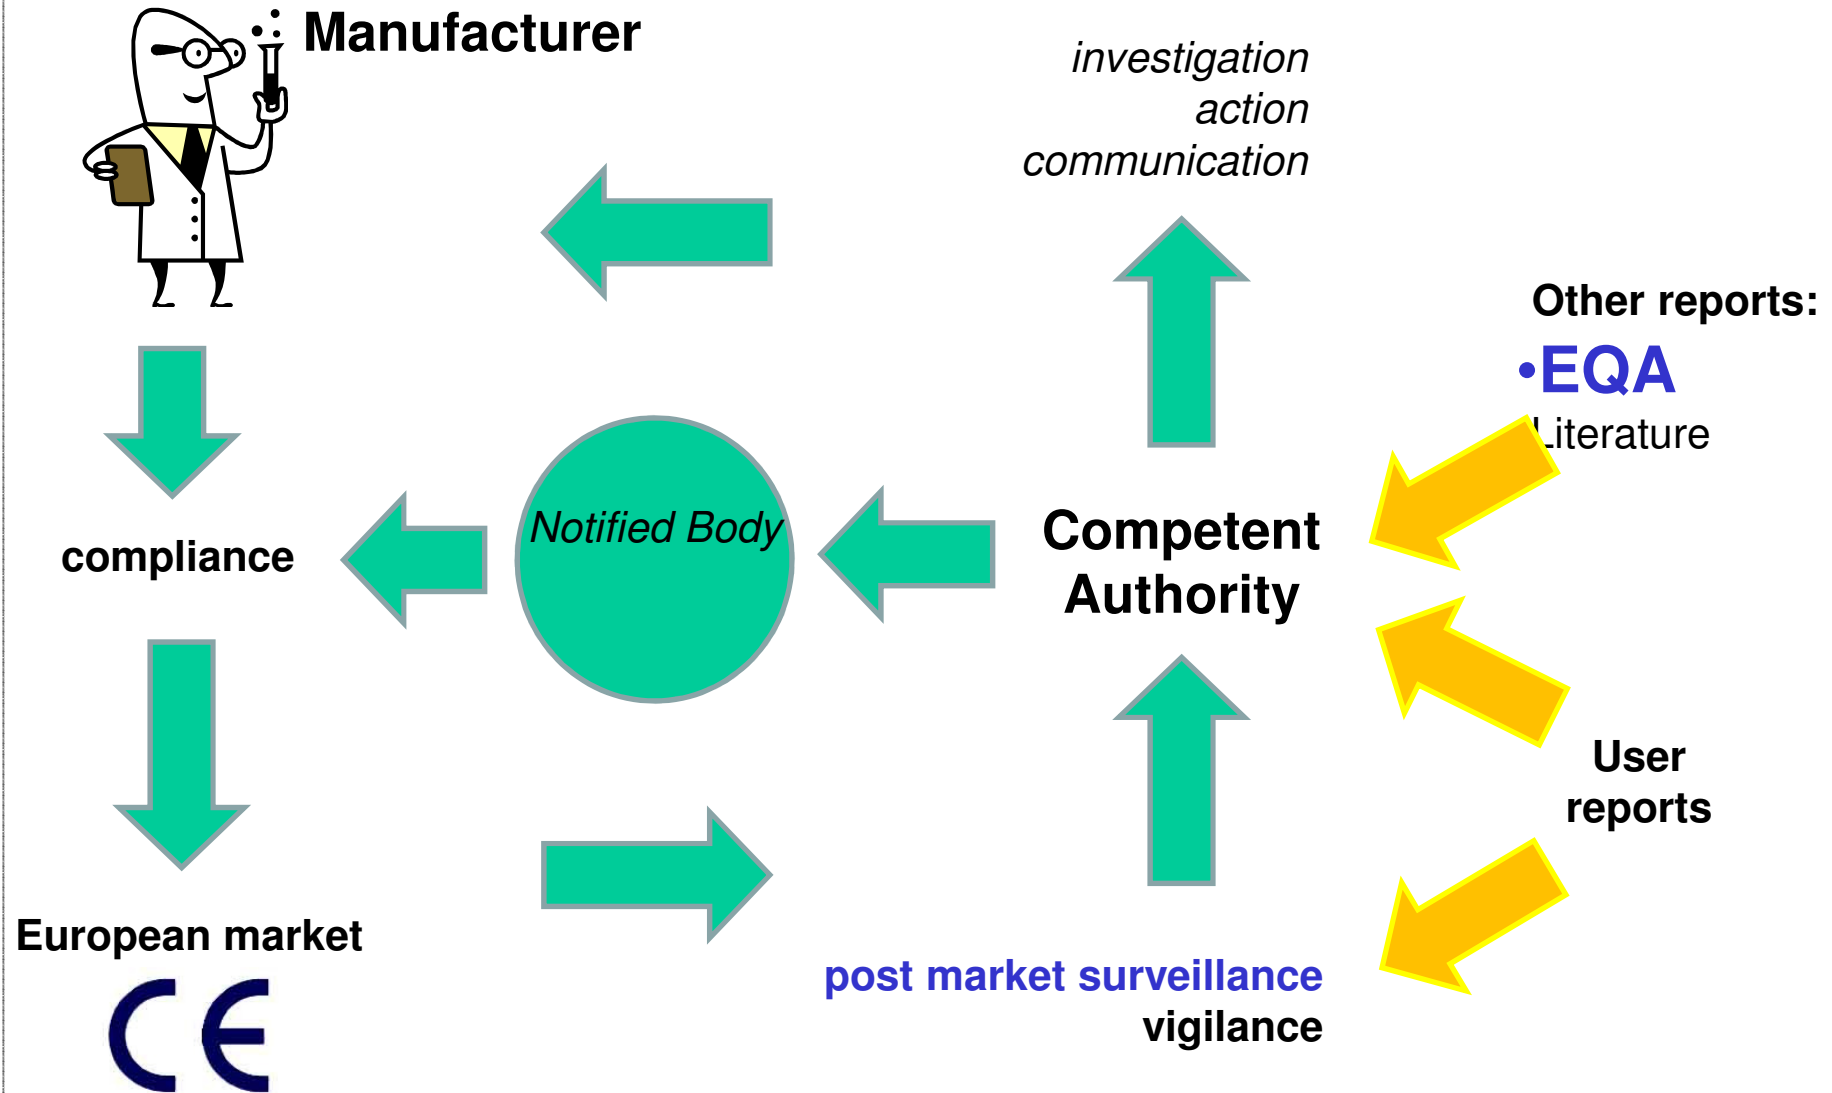 Manufacturer
investigation
action
communication
Other reports:
•EQA
Literature
Notified Body
compliance
Competent
Authority
User
reports
European market
post market surveillance
vigilance
CE